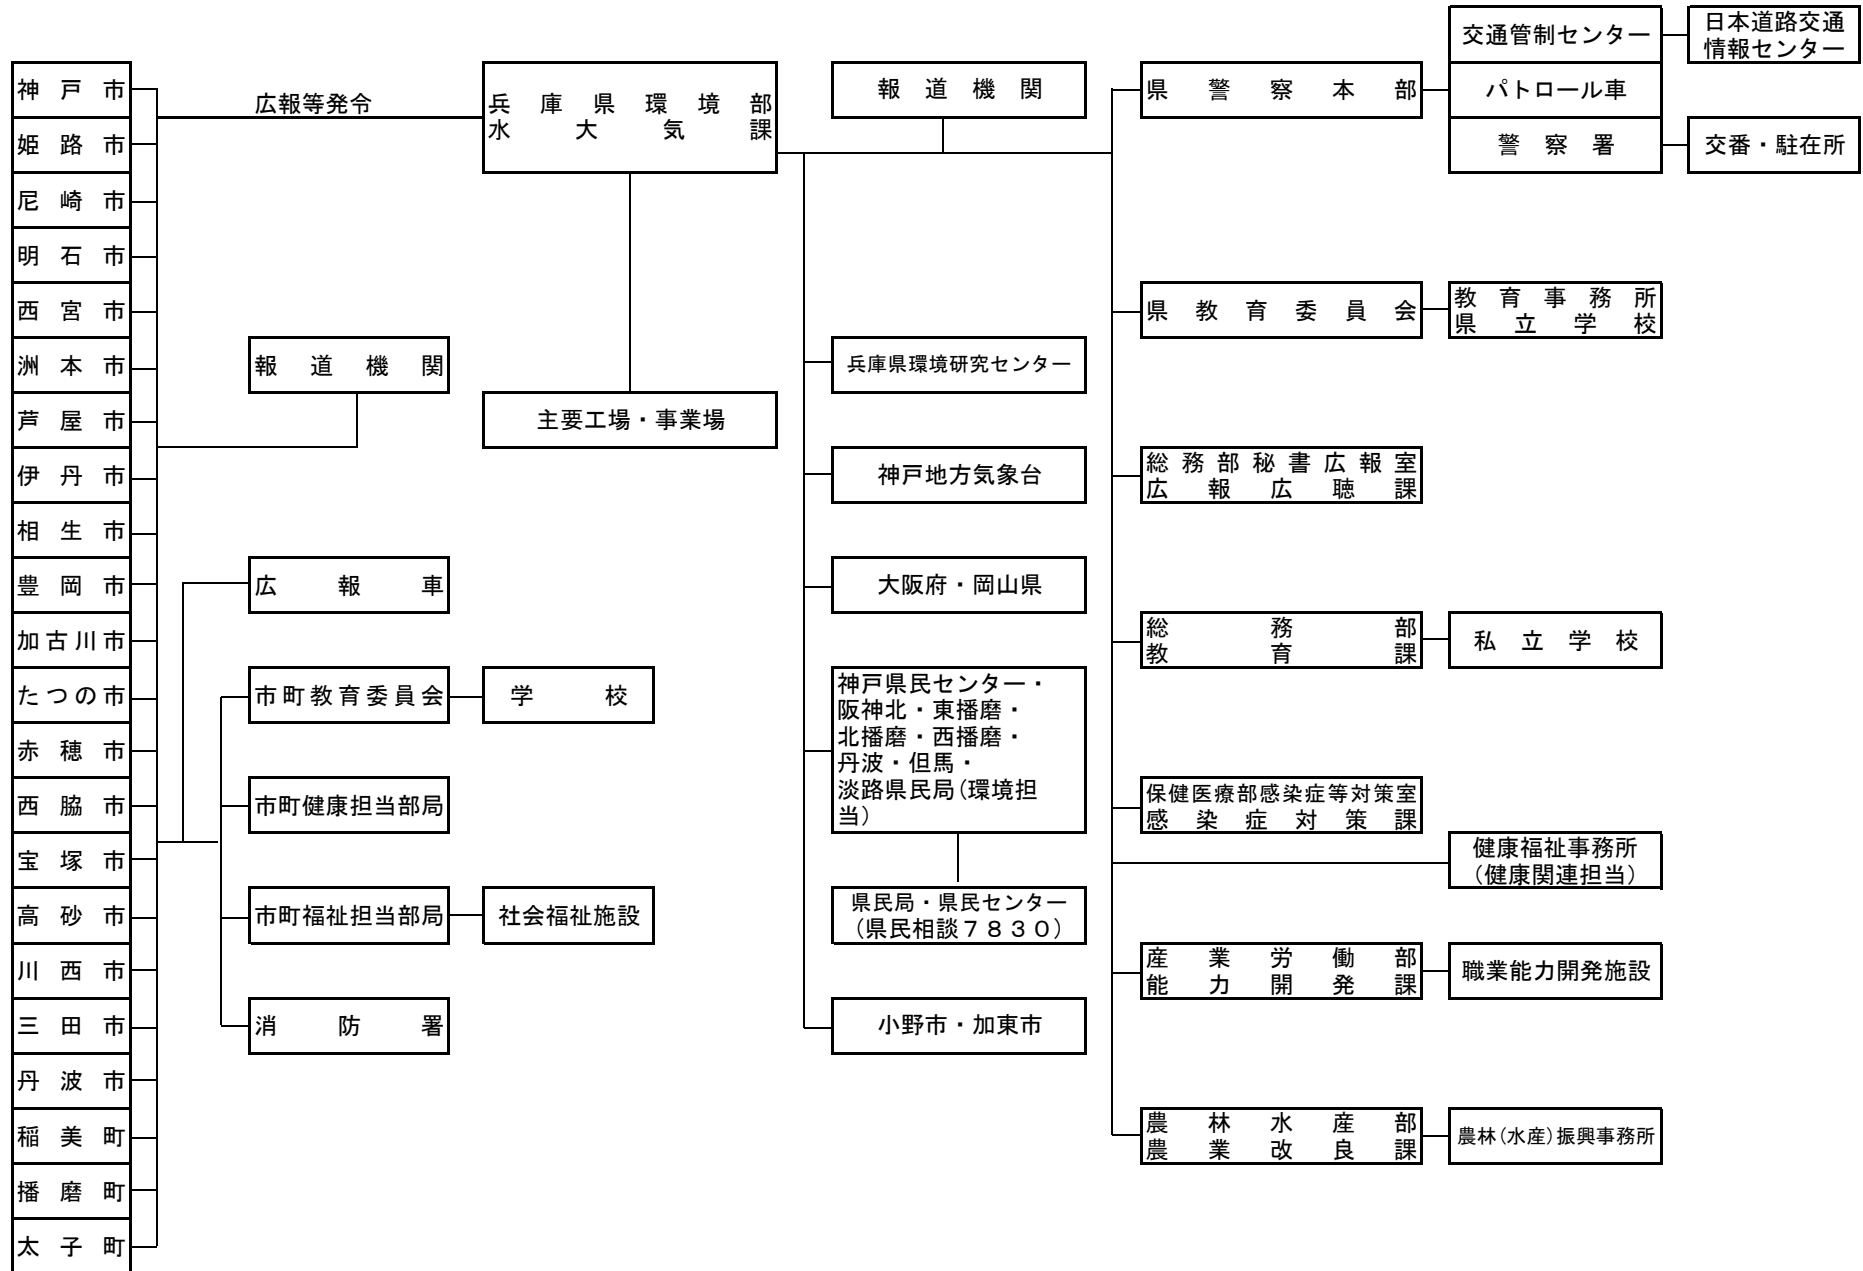 神戸市
姫路市
尼崎市
明石市
西宮市
洲本市
芦屋市
伊丹市
相生市
豊岡市
加古川市
たつの市
赤穂市
西脇市
宝塚市
高砂市
川西市
三田市
丹波市
稲美町
播磨町
太子町
広報等発令
報道機関
広報車
市町教育委員会
市町健康担当部局
市町福祉担当部局
消防署
学校
社会福祉施設
兵庫県環境部
水大気課
主要工場・事業場
報道機関
兵庫県環境研究センター
神戸地方気象台
大阪府・岡山県
神戸県民センター・
阪神北・東播磨・
北播磨・西播磨・
丹波・但馬・
淡路県民局(環境担
当)
県民局・県民センター
(県民相談7830)
小野市・加東市
県警察本部
県教育委員会
総務部秘書広報室
広報広聴課
総務部
教育課
保健医療部感染症等対策室
感染症対策課
産業労働部
能力開発課
農林水産部
農業改良課
交通管制センター
パトロール車
警察署
日本道路交通
情報センター
交番・駐在所
教育事務所
県立学校
私立学校
健康福祉事務所
(健康関連担当)
職業能力開発施設
農林(水産)振興事務所